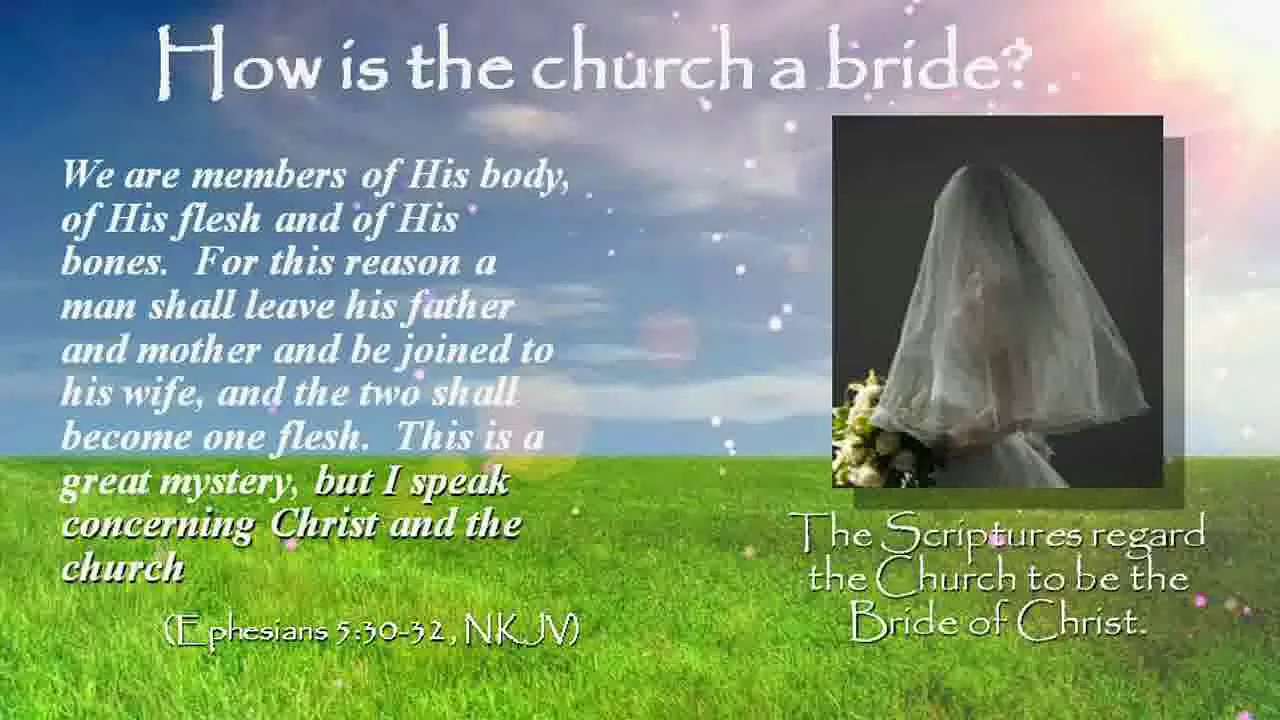 How is the church a bride?
We are members of His body,
of His flesh and of His
bones. For this reason a
man shall leave his father
and mother and be joined to
his wife, and the two shall
become one flesh. This is a
great mystery, but I speak
concerning Christ and the
church
(Ephesians 5:30-32, NKJV)
The Scriptures regard
the Church to be the
Bride of Christ.